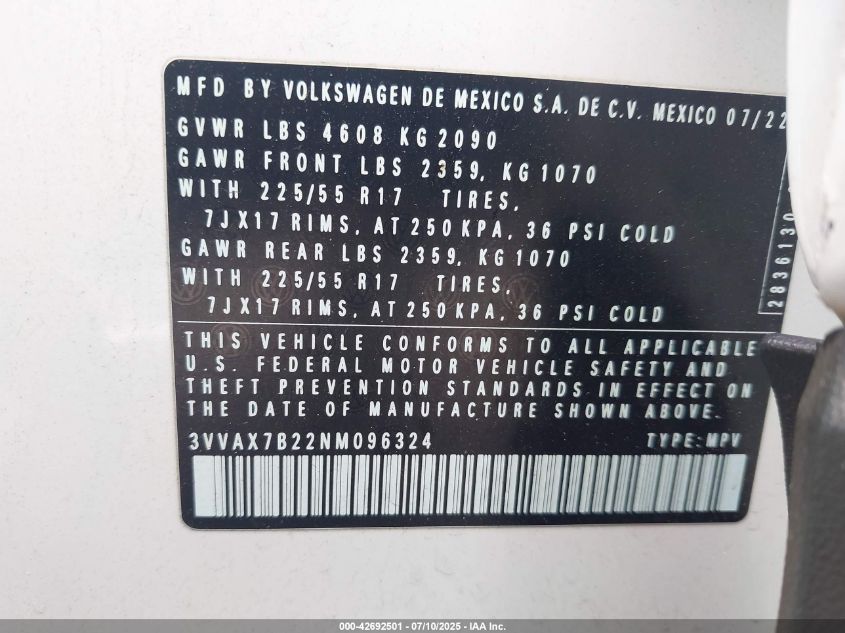 MFD BY VOLKSWAGEN DE MEXICO S.A. DE C.V. MEXICO 07/22
GVWR LBS 4608 KG 2090
GAWR FRONT LBS 2359, KG 1070
WITH 225/55 R17 TIRES,
7JX17 RIMS, AT 250 KPA, 36 PSI COLD
GAWR REAR LBS 2359, KG 1070
WITH 225/55 R17 TIRES,
7JX17 RIMS, AT 250 KPA, 36 PSI COLD
2836130
THIS VEHICLE CONFORMS TO ALL APPLICABLE
U.S. FEDERAL MOTOR VEHICLE SAFETY AND
THEFT PREVENTION STANDARDS IN EFFECT ON
THE DATE OF MANUFACTURE SHOWN ABOVE.
3VVAX7B22NM096324 TYPE:MPV
000-42692501 / 07/10/2025 - IAA Inc.